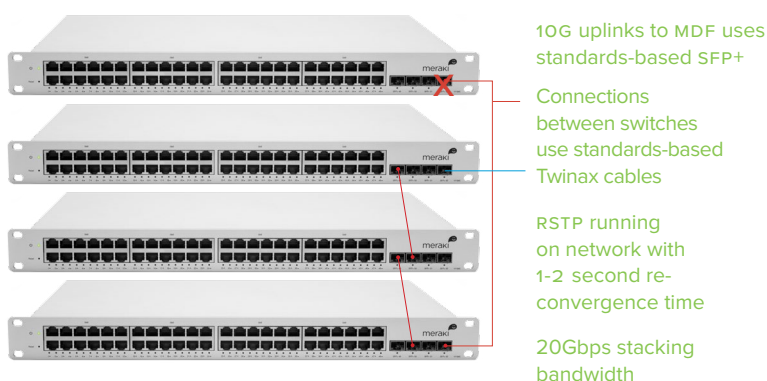 10G uplinks to MDF uses
standards-based SFP+
Connections
between switches
use standards-based
Twinax cables
RSTP running
on network with
1-2 second re-
convergence time
20Gbps stacking
bandwidth
meraki
meraki
meraki
meraki